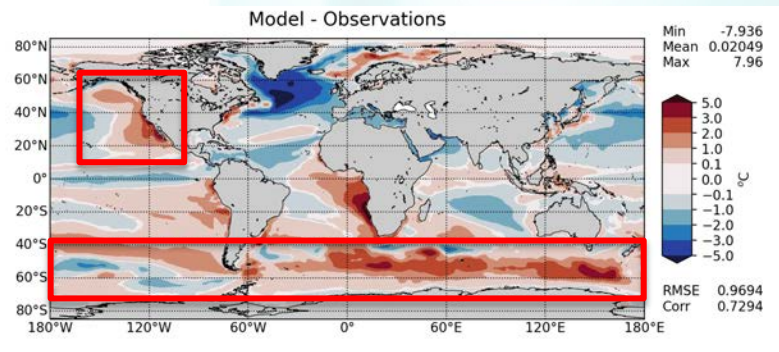 Model - Observations
Min -7.936
Mean 0.02049
Max 7.96
80°N
60°N
40°N
20°N
0°
20°S
40°S
60°S
80°S
180°W 120°W 60°W 0° 60°E 120°E 180°E
5.0
3.0
2.0
1.0
0.1
0.0
−0.1
−1.0
−2.0
−3.0
−5.0
°C
RMSE 0.9694
Corr 0.7294